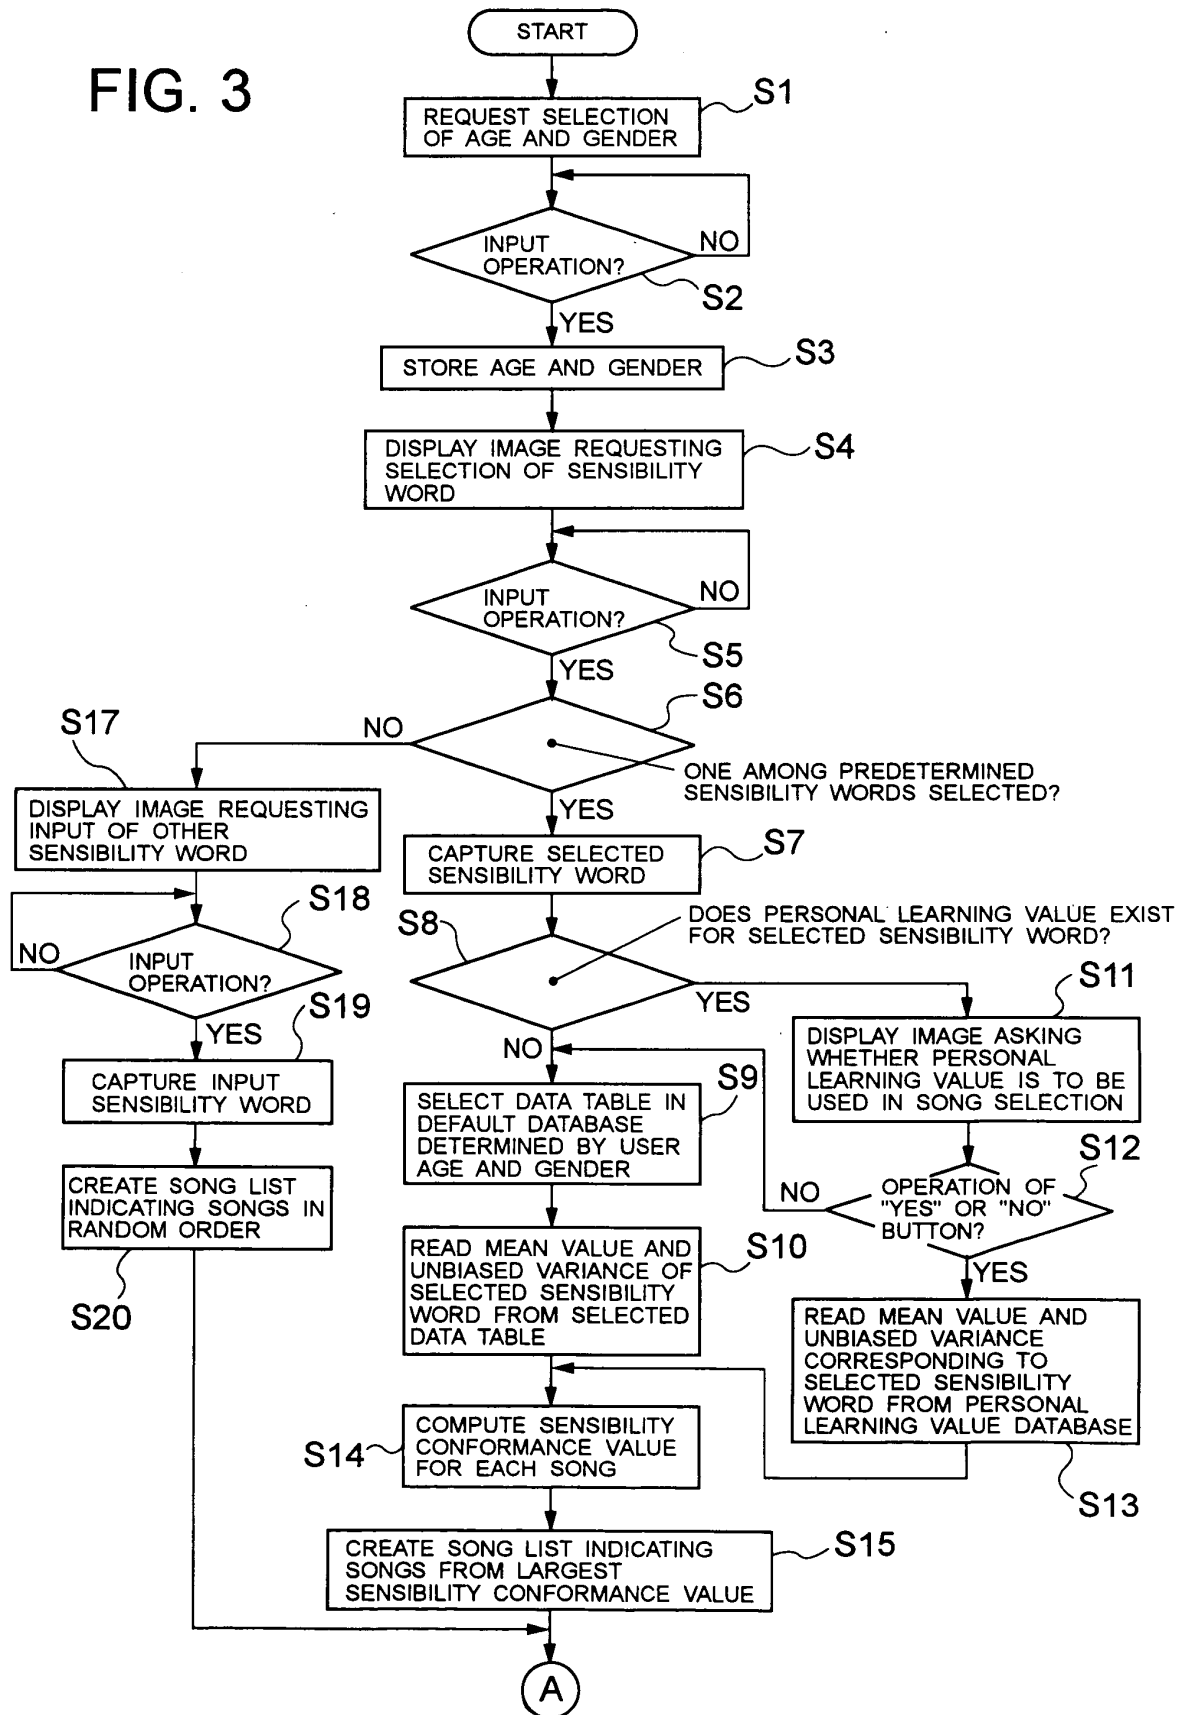 START
FIG. 3
S1
REQUEST SELECTION
OF AGE AND GENDER
INPUT
OPERATION?
NO
S2
YES
S3
STORE AGE AND GENDER
S4
DISPLAY IMAGE REQUESTING
SELECTION OF SENSIBILITY
WORD
INPUT
OPERATION?
NO
S5
YES
S6
NO
ONE AMONG PREDETERMINED
SENSIBILITY WORDS SELECTED?
YES
S17
DISPLAY IMAGE REQUESTING
INPUT OF OTHER
SENSIBILITY WORD
S7
CAPTURE SELECTED
SENSIBILITY WORD
S18
NO
INPUT
OPERATION?
YES
S8
DOES PERSONAL LEARNING VALUE EXIST
FOR SELECTED SENSIBILITY WORD?
YES
NO
S19
CAPTURE INPUT
SENSIBILITY WORD
S11
DISPLAY IMAGE ASKING
WHETHER PERSONAL
LEARNING VALUE IS TO BE
USED IN SONG SELECTION
S9
SELECT DATA TABLE IN
DEFAULT DATABASE
DETERMINED BY USER
AGE AND GENDER
S12
NO
OPERATION OF
"YES" OR "NO"
BUTTON?
YES
CREATE SONG LIST
INDICATING SONGS IN
RANDOM ORDER
S20
S10
READ MEAN VALUE AND
UNBIASED VARIANCE OF
SELECTED SENSIBILITY
WORD FROM SELECTED
DATA TABLE
READ MEAN VALUE AND
UNBIASED VARIANCE
CORRESPONDING TO
SELECTED SENSIBILITY
WORD FROM PERSONAL
LEARNING VALUE DATABASE
S13
S14
COMPUTE SENSIBILITY
CONFORMANCE VALUE
FOR EACH SONG
S15
CREATE SONG LIST INDICATING
SONGS FROM LARGEST
SENSIBILITY CONFORMANCE VALUE
A